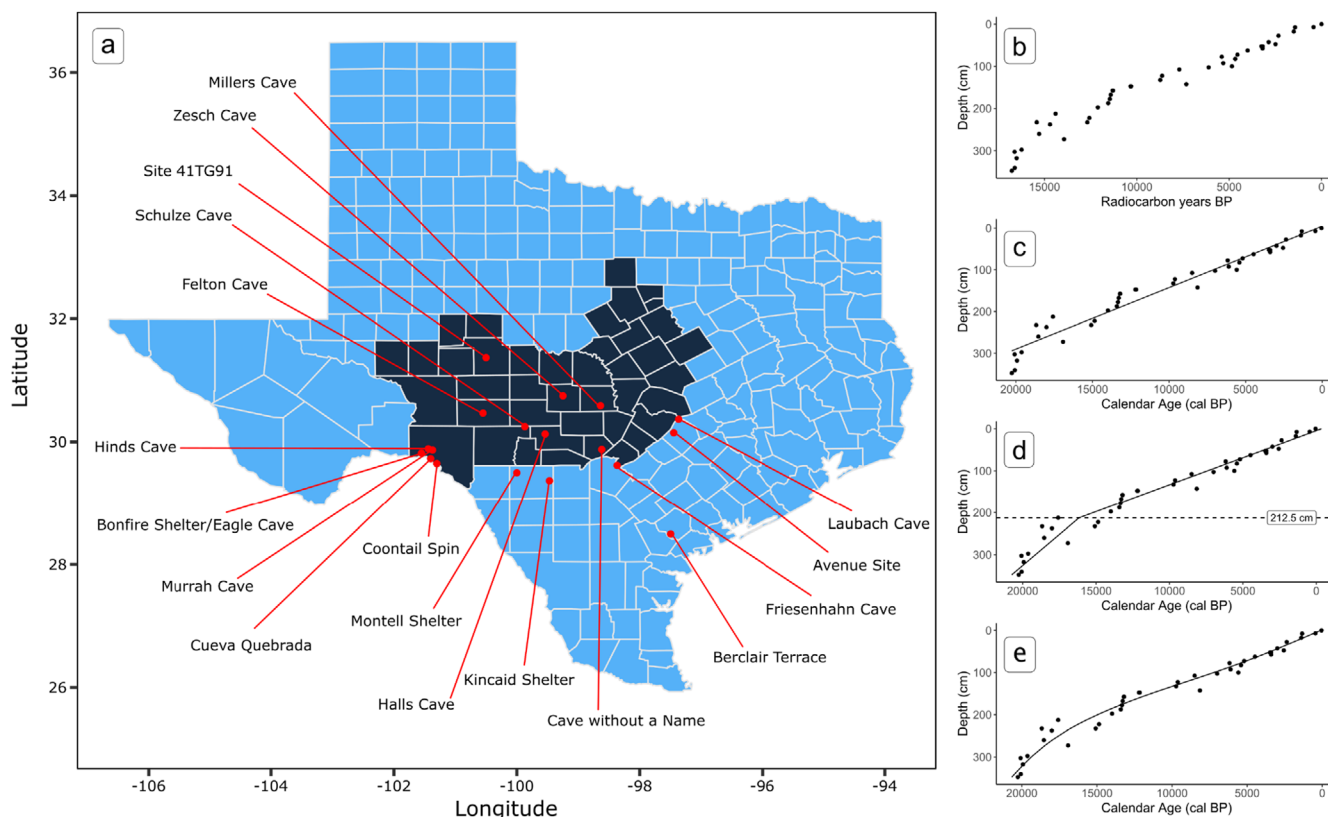 a
Latitude
36
34
32
30
28
26
-106
-104
-102
-100
-98
-96
-94
Longitude
Millers Cave
Zesch Cave
Site 41TG91
Schulze Cave
Felton Cave
Hinds Cave
Bonfire Shelter/Eagle Cave
Murrah Cave
Cueva Quebrada
Coontail Spin
Montell Shelter
Halls Cave
Kincaid Shelter
Cave without a Name
Berclair Terrace
Friesenhahn Cave
Avenue Site
Laubach Cave
b
Depth (cm)
0
100
200
300
15000
10000
5000
0
Radiocarbon years BP
c
Depth (cm)
0
100
200
300
20000
15000
10000
5000
0
Calendar Age (cal BP)
d
Depth (cm)
0
100
200
300
212.5 cm
20000
15000
10000
5000
0
Calendar Age (cal BP)
e
Depth (cm)
0
100
200
300
20000
15000
10000
5000
0
Calendar Age (cal BP)